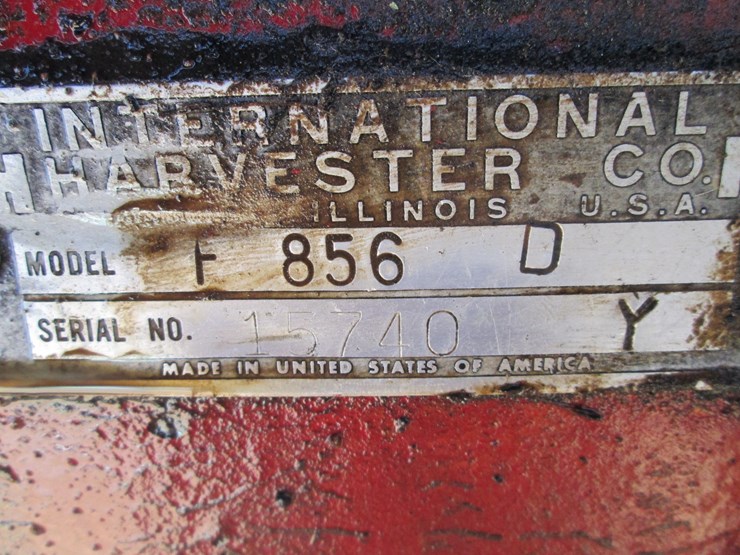 INTERNATIONAL
HARVESTER CO.
ILLINOIS U.S.A.
MODEL F 856 D
SERIAL NO. 15740 Y
MADE IN UNITED STATES OF AMERICA